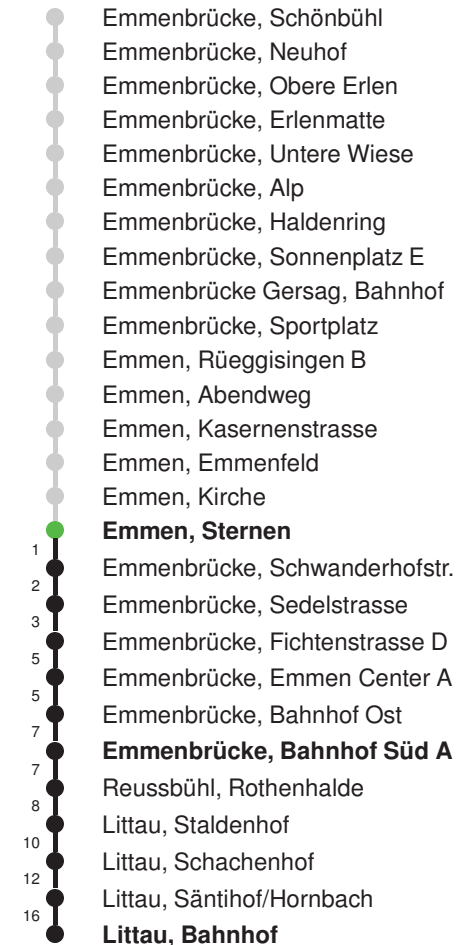 Emmenbrücke, Schönbühl
Emmenbrücke, Neuhof
Emmenbrücke, Obere Erlen
Emmenbrücke, Erlenmatte
Emmenbrücke, Untere Wiese
Emmenbrücke, Alp
Emmenbrücke, Haldenring
Emmenbrücke, Sonnenplatz E
Emmenbrücke Gersag, Bahnhof
Emmenbrücke, Sportplatz
Emmen, Rüeggisingen B
Emmen, Abendweg
Emmen, Kasernenstrasse
Emmen, Emmenfeld
Emmen, Kirche
Emmen, Sternen
1 Emmenbrücke, Schwanderhofstr.
2 Emmenbrücke, Sedelstrasse
3 Emmenbrücke, Fichtenstrasse D
5 Emmenbrücke, Emmen Center A
5 Emmenbrücke, Bahnhof Ost
7 Emmenbrücke, Bahnhof Süd A
7 Reussbühl, Rothenhalde
8 Littau, Staldenhof
10 Littau, Schachenhof
12 Littau, Säntihof/Hornbach
16 Littau, Bahnhof